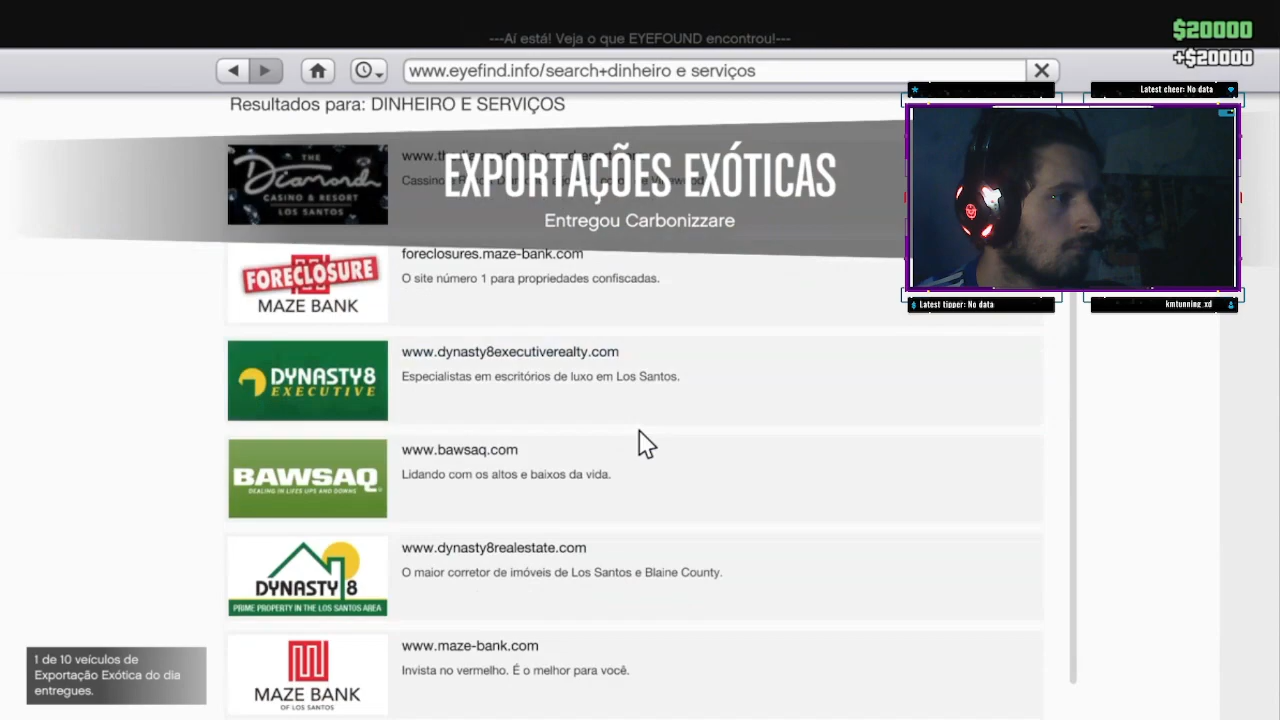 ---Aí está! Veja o que EYEFOUND encontrou!---
$20000
+$20000
www.eyefind.info/search+dinheiro e serviços
Latest cheer: No data
Resultados para: DINHEIRO E SERVIÇOS
THE
Diamond
CASINO & RESORT
LOS SANTOS
EXPORTAÇÕES EXÓTICAS
Entregou Carbonizzare
FORECLOSURE
MAZE BANK
foreclosures.maze-bank.com
O site número 1 para propriedades confiscadas.
Latest tipper: No data
kmtunning_xd
DYNASTY8
EXECUTIVE
www.dynasty8executiverealty.com
Especialistas em escritórios de luxo em Los Santos.
BAWSAQ
DEALING IN LIFES UPS AND DOWNS
www.bawsaq.com
Lidando com os altos e baixos da vida.
DYNASTY 8
PRIME PROPERTY IN THE LOS SANTOS AREA
www.dynasty8realestate.com
O maior corretor de imóveis de Los Santos e Blaine County.
MAZE BANK
OF LOS SANTOS
www.maze-bank.com
Invista no vermelho. É o melhor para você.
1 de 10 veículos de
Exportação Exótica do dia
entregues.